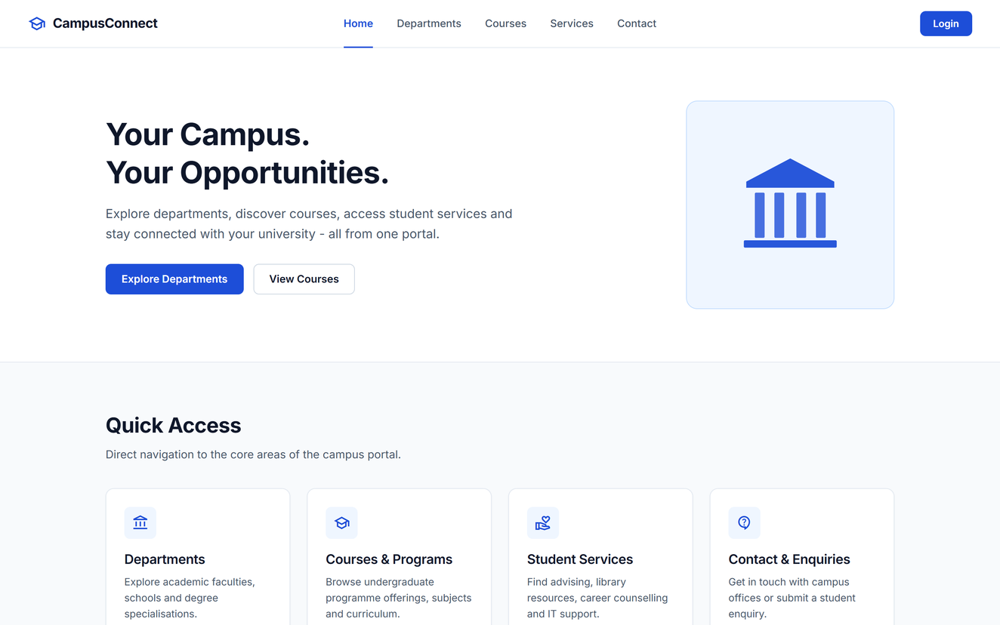 CampusConnect
Home Departments Courses Services Contact
Login
Your Campus.
Your Opportunities.
Explore departments, discover courses, access student services and
stay connected with your university - all from one portal.
Explore Departments
View Courses
Quick Access
Direct navigation to the core areas of the campus portal.
Departments
Explore academic faculties,
schools and degree
specialisations.
Courses & Programs
Browse undergraduate
programme offerings, subjects
and curriculum.
Student Services
Find advising, library
resources, career counselling
and IT support.
Contact & Enquiries
Get in touch with campus
offices or submit a student
enquiry.